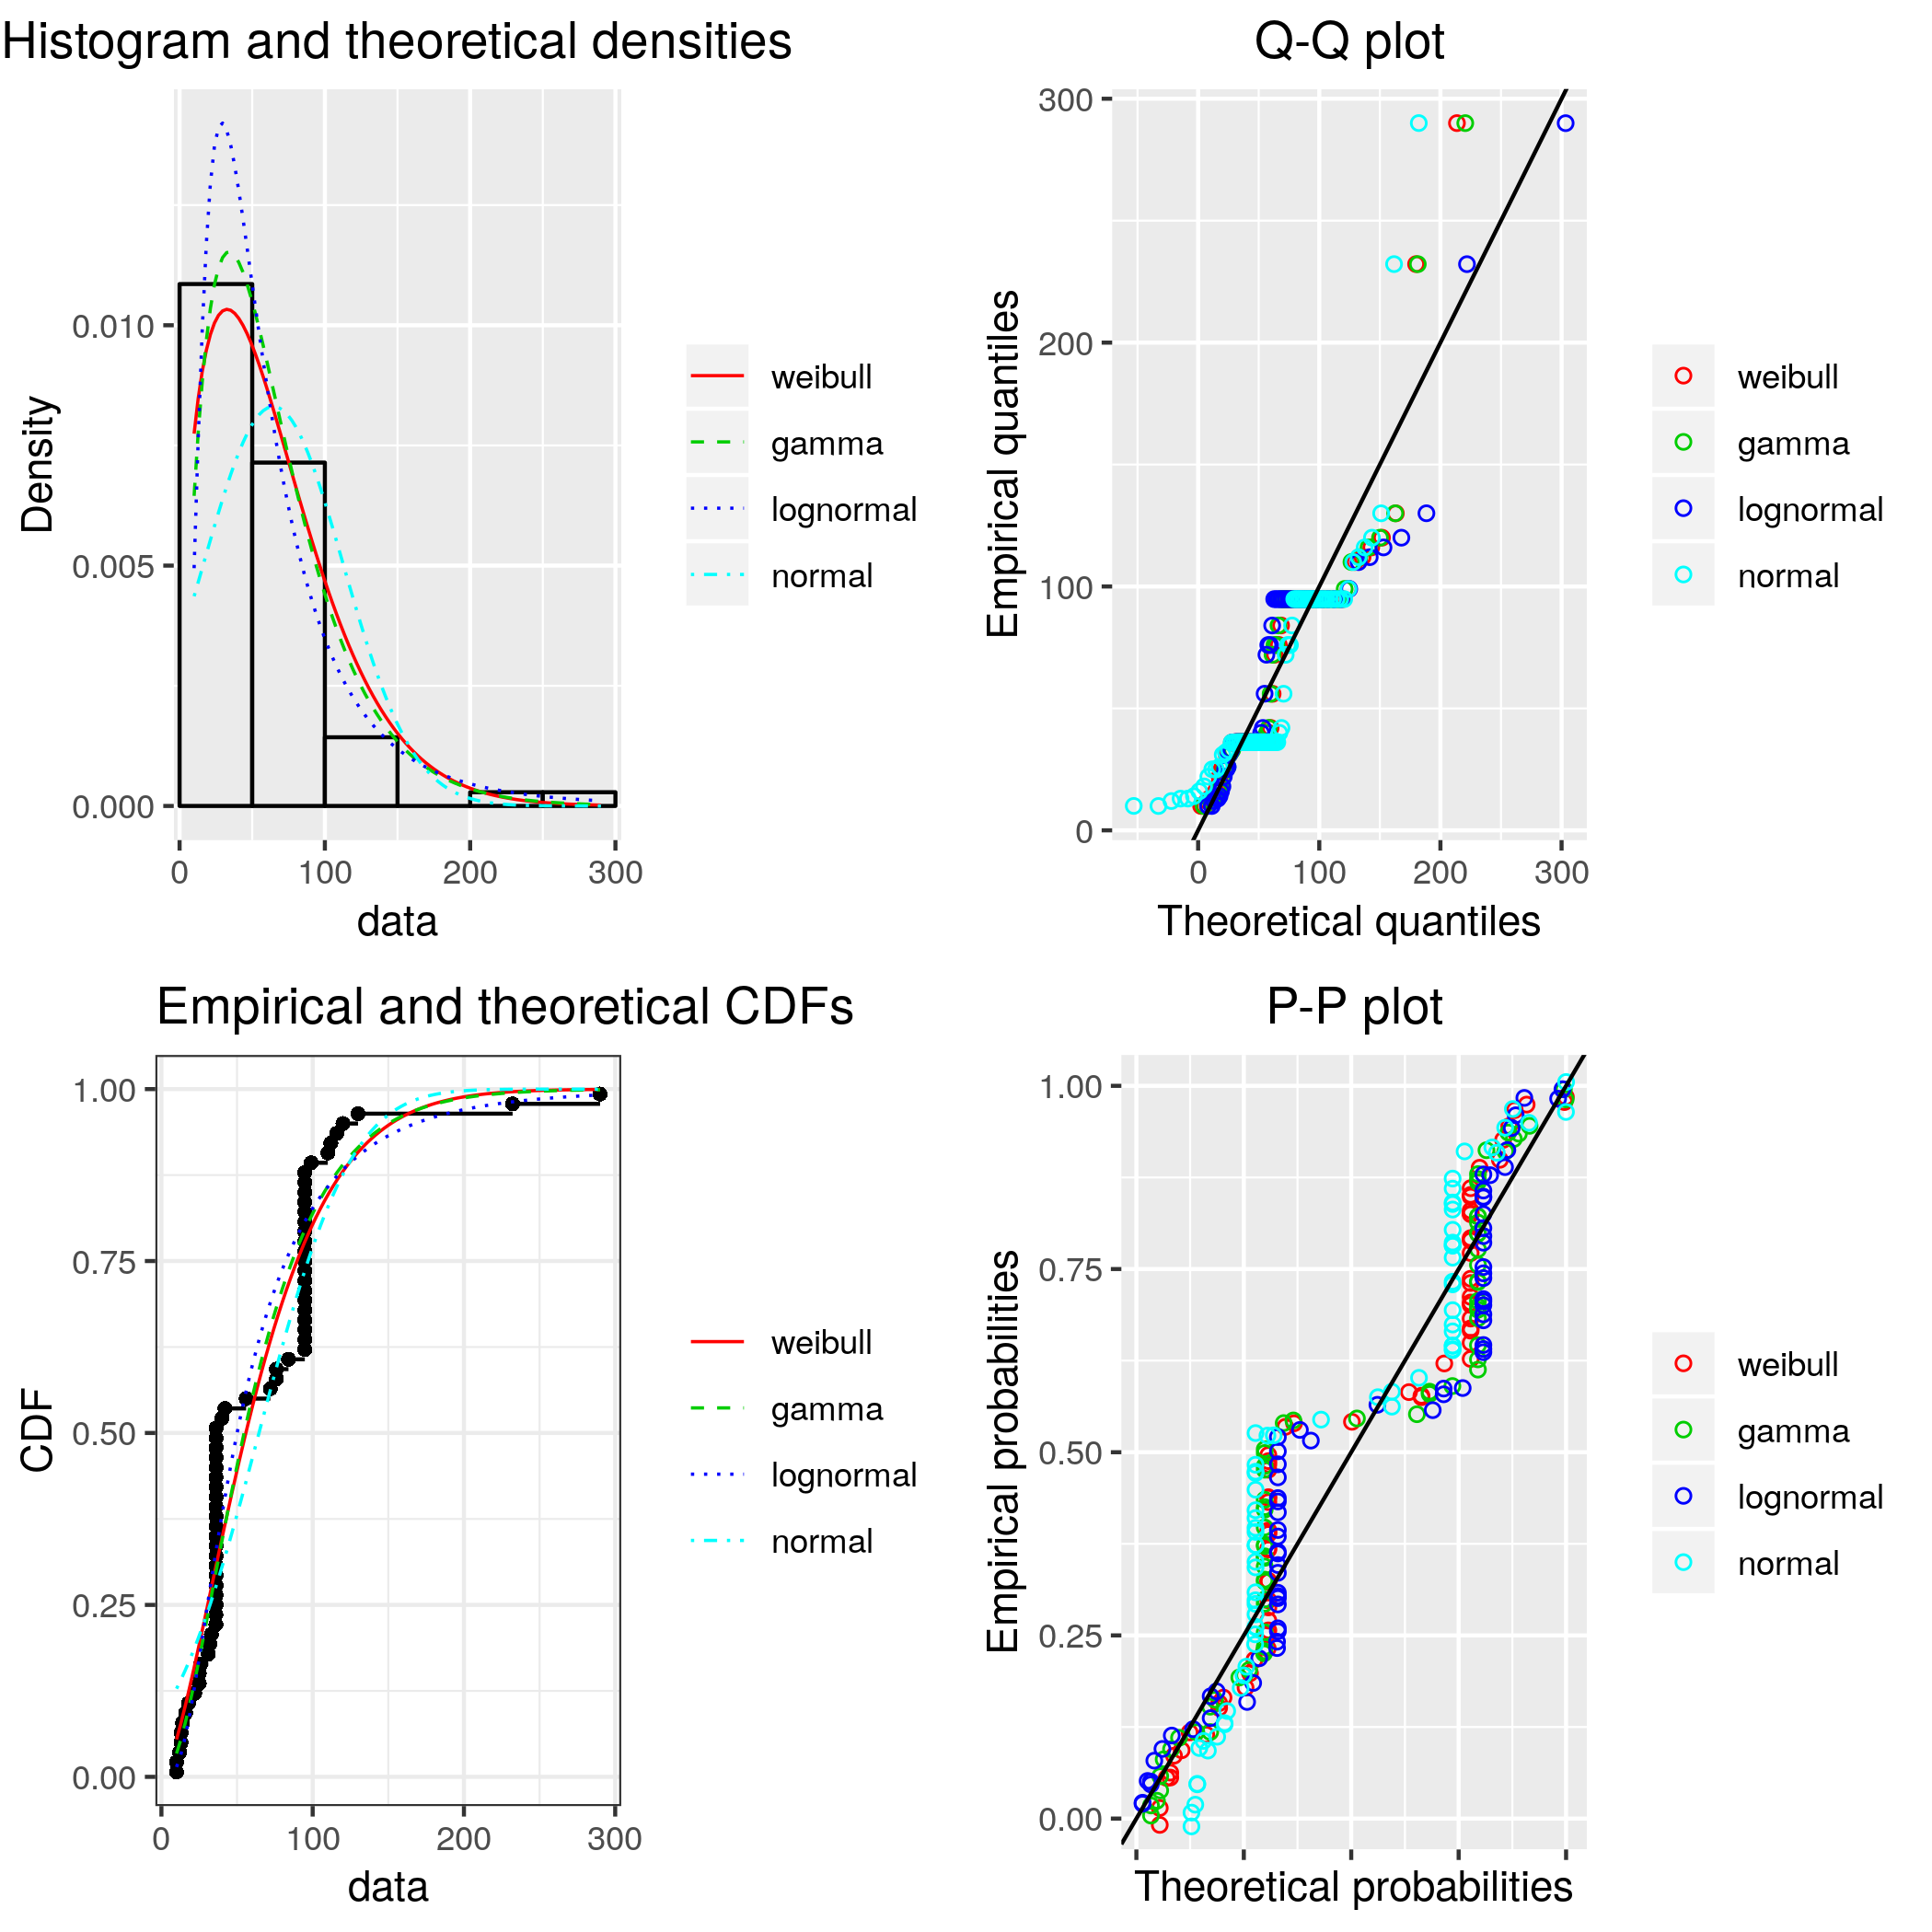 Histogram and theoretical densities
0.010
0.005
0.000
Density
0 100 200 300
data
weibull
gamma
lognormal
normal
Q-Q plot
300
200
100
0
Empirical quantiles
0 100 200 300
Theoretical quantiles
weibull
gamma
lognormal
normal
Empirical and theoretical CDFs
1.00
0.75
0.50
0.25
0.00
CDF
0 100 200 300
data
weibull
gamma
lognormal
normal
P-P plot
1.00
0.75
0.50
0.25
0.00
Empirical probabilities
Theoretical probabilities
weibull
gamma
lognormal
normal